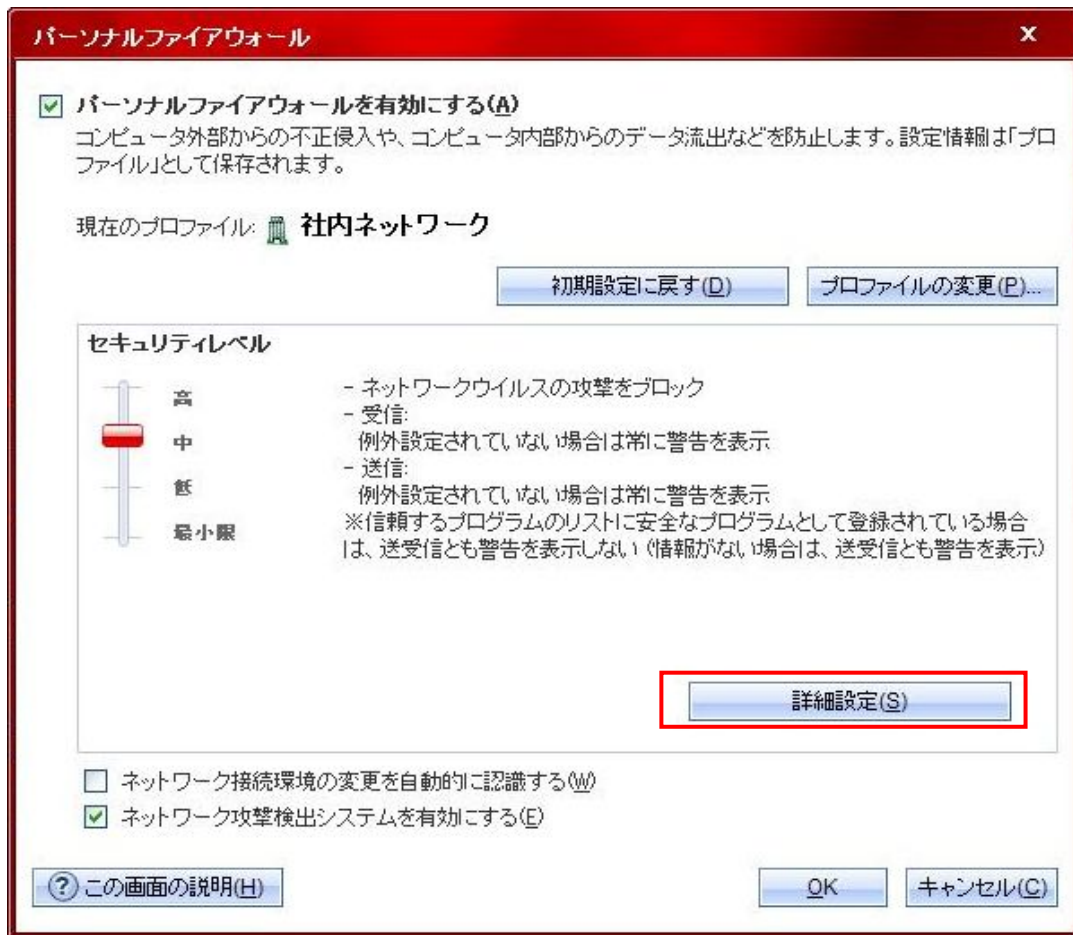 パーソナルファイアウォール
パーソナルファイアウォールを有効にする(A)
コンピュータ外部からの不正侵入や、コンピュータ内部からのデータ流出などを防止します。設定情報は「プロ
ファイル」として保存されます。
現在のプロファイル: 社内ネットワーク
初期設定に戻す(D)
プロファイルの変更(P)...
セキュリティレベル
高
中
低
最小限
- ネットワークウイルスの攻撃をブロック
- 受信:
例外設定されていない場合は常に警告を表示
- 送信:
例外設定されていない場合は常に警告を表示
※信頼するプログラムのリストに安全なプログラムとして登録されている場合
は、送受信とも警告を表示しない (情報がない場合は、送受信とも警告を表示)
詳細設定(S)
ネットワーク接続環境の変更を自動的に認識する(W)
ネットワーク攻撃検出システムを有効にする(E)
?この画面の説明(H)
OK
キャンセル(C)